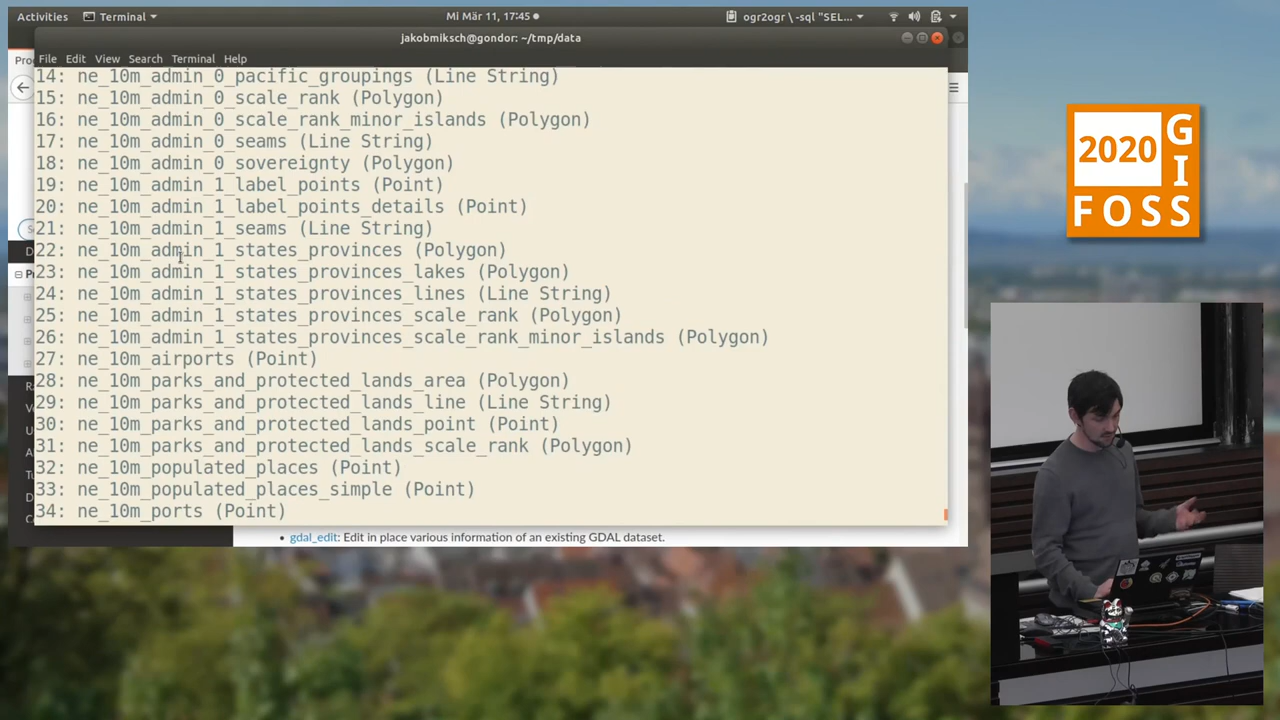 Activities
Terminal
Mi Mär 11, 17:45
ogr2ogr \ -sql "SEL...
jakobmiksch@gondor: ~/tmp/data
File Edit View Search Terminal Help
14: ne_10m_admin_0_pacific_groupings (Line String)
15: ne_10m_admin_0_scale_rank (Polygon)
16: ne_10m_admin_0_scale_rank_minor_islands (Polygon)
17: ne_10m_admin_0_seams (Line String)
18: ne_10m_admin_0_sovereignty (Polygon)
19: ne_10m_admin_1_label_points (Point)
20: ne_10m_admin_1_label_points_details (Point)
21: ne_10m_admin_1_seams (Line String)
22: ne_10m_admin_1_states_provinces (Polygon)
23: ne_10m_admin_1_states_provinces_lakes (Polygon)
24: ne_10m_admin_1_states_provinces_lines (Line String)
25: ne_10m_admin_1_states_provinces_scale_rank (Polygon)
26: ne_10m_admin_1_states_provinces_scale_rank_minor_islands (Polygon)
27: ne_10m_airports (Point)
28: ne_10m_parks_and_protected_lands_area (Polygon)
29: ne_10m_parks_and_protected_lands_line (Line String)
30: ne_10m_parks_and_protected_lands_point (Point)
31: ne_10m_parks_and_protected_lands_scale_rank (Polygon)
32: ne_10m_populated_places (Point)
33: ne_10m_populated_places_simple (Point)
34: ne_10m_ports (Point)
gdal_edit: Edit in place various information of an existing GDAL dataset.
2020
GIS
FOSS